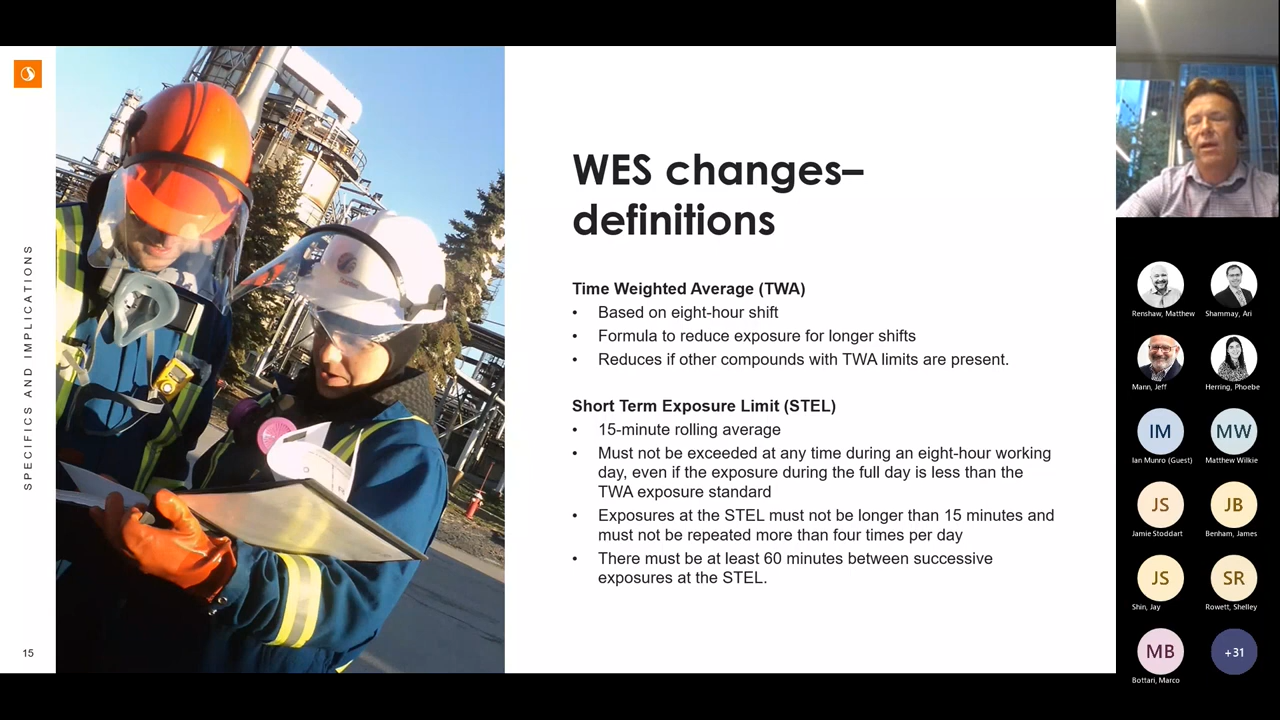 SPECIFICS AND IMPLICATIONS
15
WES changes–
definitions
Time Weighted Average (TWA)
• Based on eight-hour shift
• Formula to reduce exposure for longer shifts
• Reduces if other compounds with TWA limits are present.
Short Term Exposure Limit (STEL)
• 15-minute rolling average
• Must not be exceeded at any time during an eight-hour working
day, even if the exposure during the full day is less than the
TWA exposure standard
• Exposures at the STEL must not be longer than 15 minutes and
must not be repeated more than four times per day
• There must be at least 60 minutes between successive
exposures at the STEL.
Renshaw, Matthew
Shammay, Ari
Mann, Jeff
Herring, Phoebe
IM
MW
Ian Munro (Guest)
Matthew Wilkie
JS
JB
Jamie Stoddart
Benham, James
JS
SR
Shin, Jay
Rowett, Shelley
MB
+31
Bottari, Marco